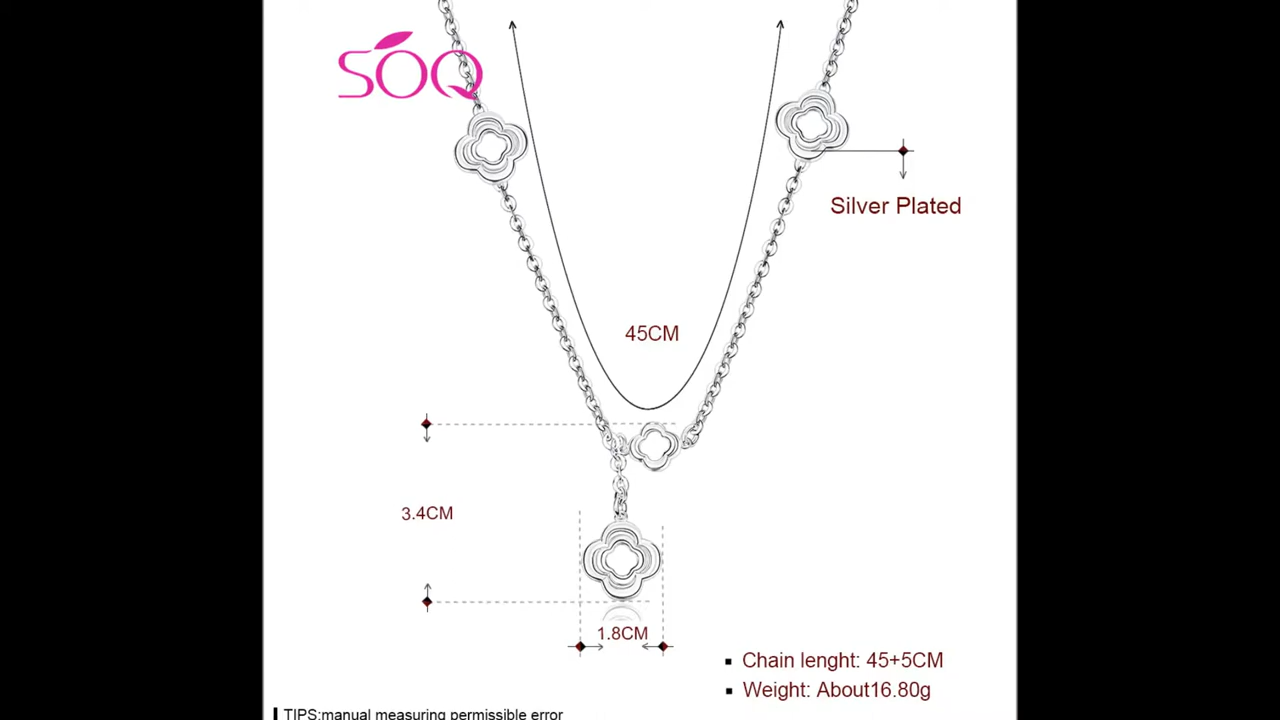 SOQ
Silver Plated
45CM
3.4CM
1.8CM
Chain lenght: 45+5CM
Weight: About16.80g
TIPS:manual measuring permissible error